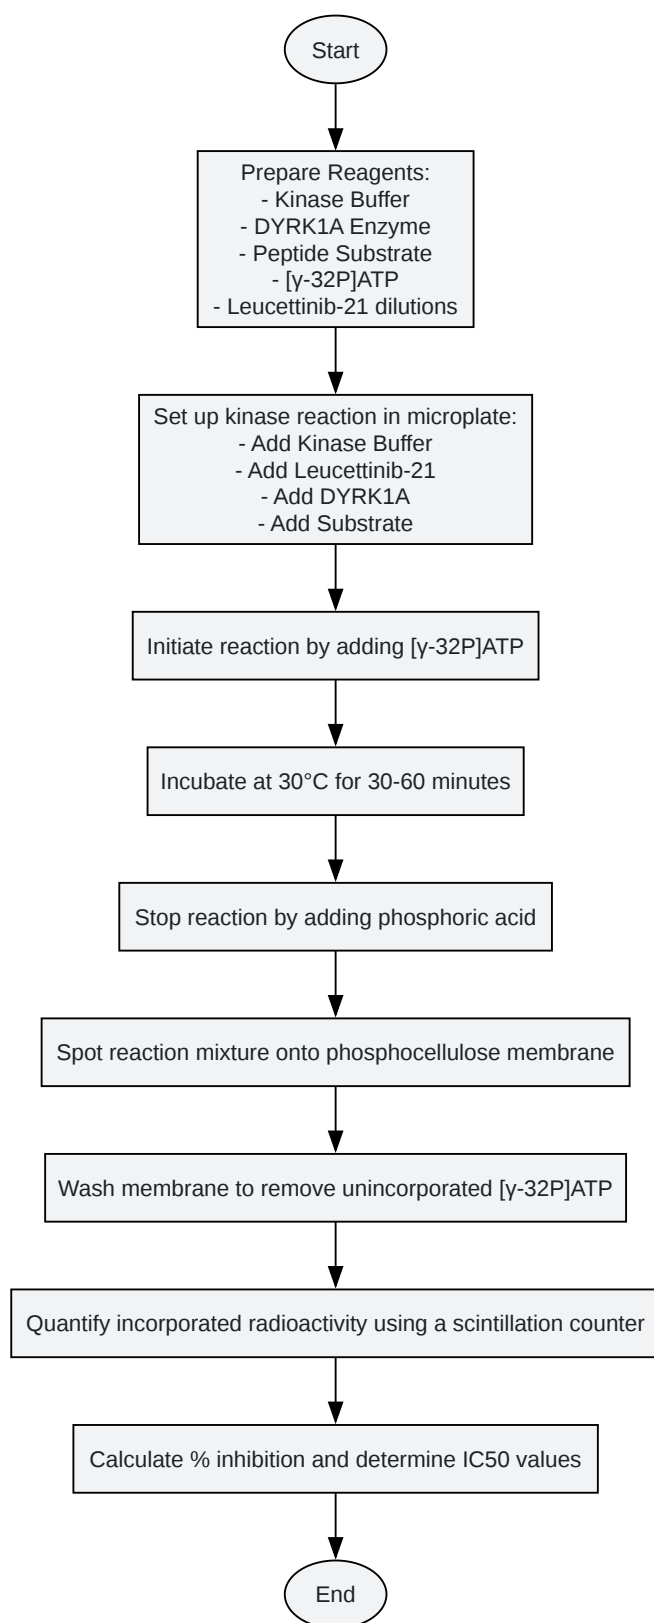 Start
Prepare Reagents:
- Kinase Buffer
- DYRK1A Enzyme
- Peptide Substrate
- [γ-32P]ATP
- Leucettinib-21 dilutions
Set up kinase reaction in microplate:
- Add Kinase Buffer
- Add Leucettinib-21
- Add DYRK1A
- Add Substrate
Initiate reaction by adding [γ-32P]ATP
Incubate at 30°C for 30-60 minutes
Stop reaction by adding phosphoric acid
Spot reaction mixture onto phosphocellulose membrane
Wash membrane to remove unincorporated [γ-32P]ATP
Quantify incorporated radioactivity using a scintillation counter
Calculate % inhibition and determine IC50 values
End